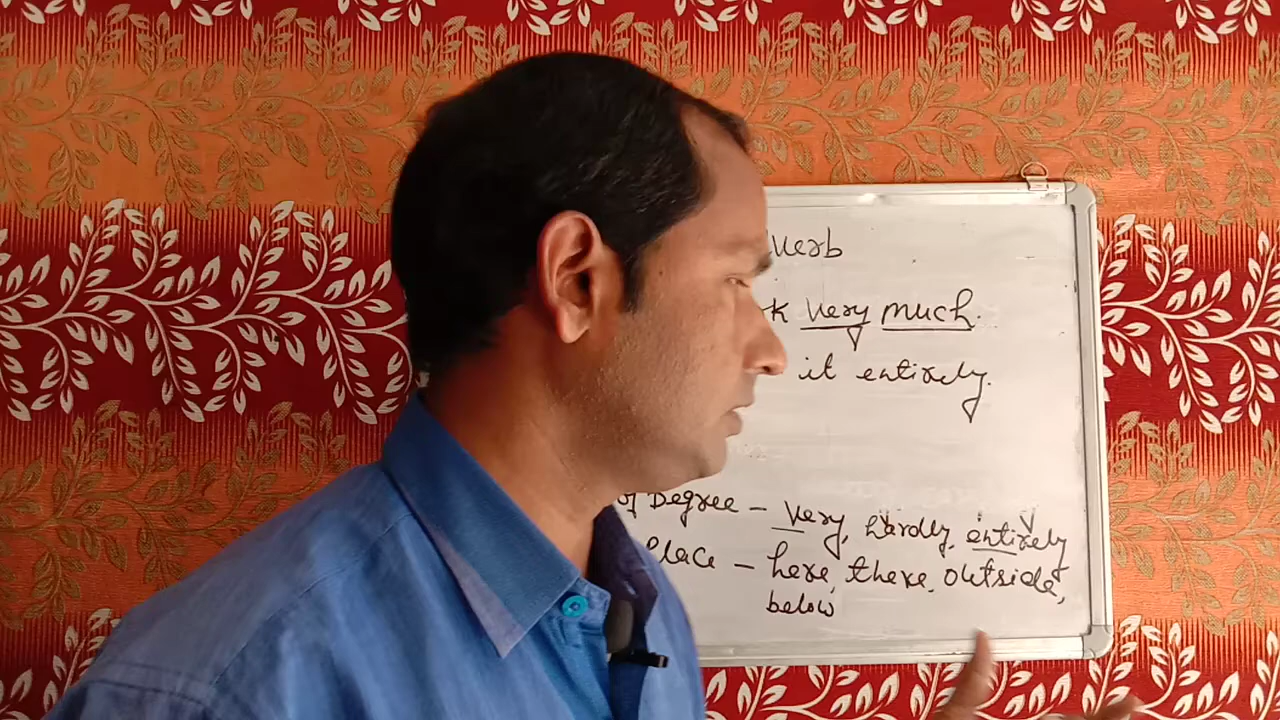 verb
k very much.
it entirely.
of Degree - very, hardly, entirely
Place - here, there, outside,
below